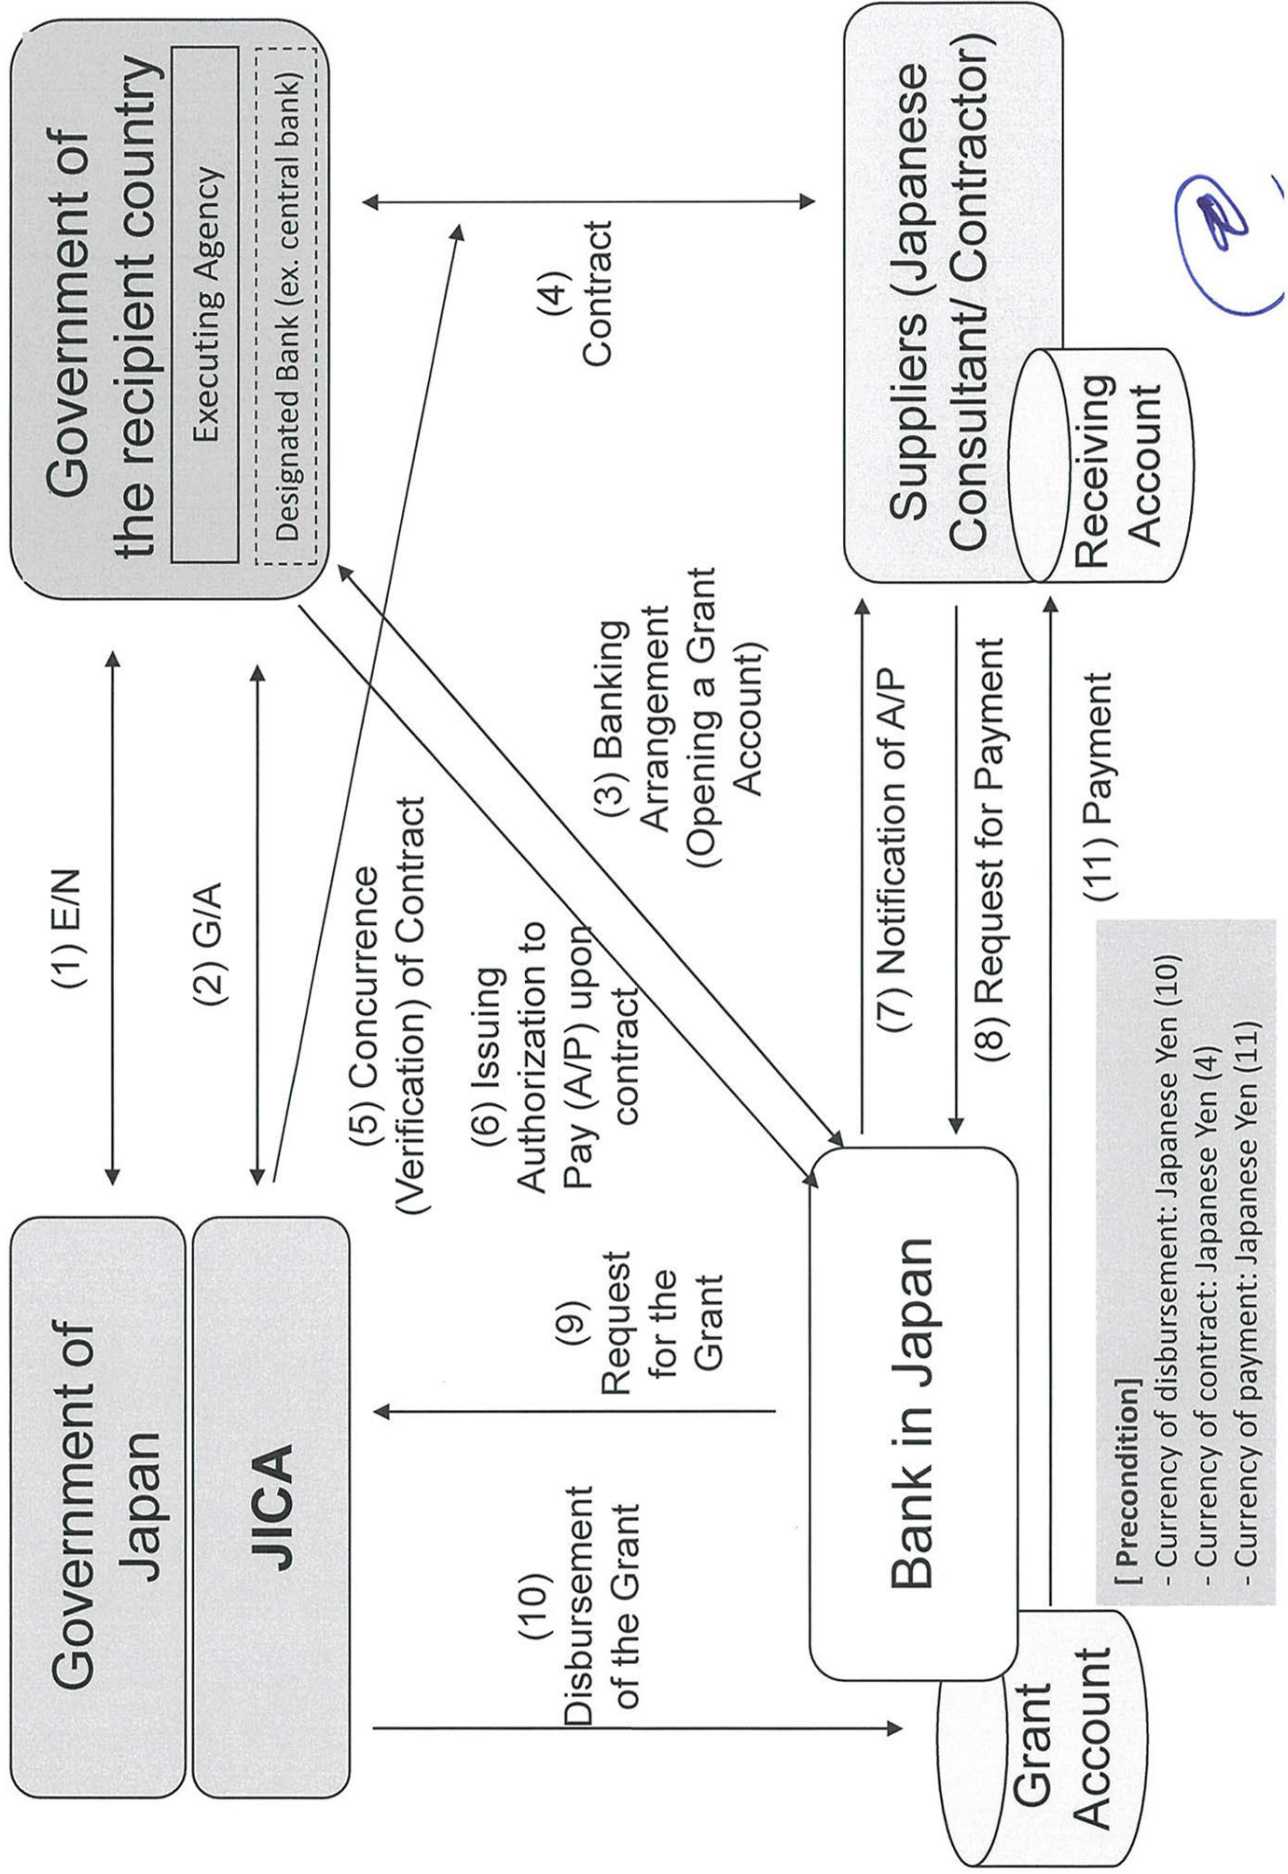 Government of
Japan
JICA
(1) E/N
(2) G/A
Government of
the recipient country
Executing Agency
Designated Bank (ex. central bank)
(5) Concurrence
(Verification) of Contract
(6) Issuing
Authorization to
Pay (A/P) upon
contract
(3) Banking
Arrangement
(Opening a Grant
Account)
(4)
Contract
(10)
Disbursement
of the Grant
(9)
Request
for the
Grant
Bank in Japan
Grant
Account
(7) Notification of A/P
(8) Request for Payment
(11) Payment
Suppliers (Japanese
Consultant/ Contractor)
Receiving
Account
[ Precondition]
- Currency of disbursement: Japanese Yen (10)
- Currency of contract: Japanese Yen (4)
- Currency of payment: Japanese Yen (11)